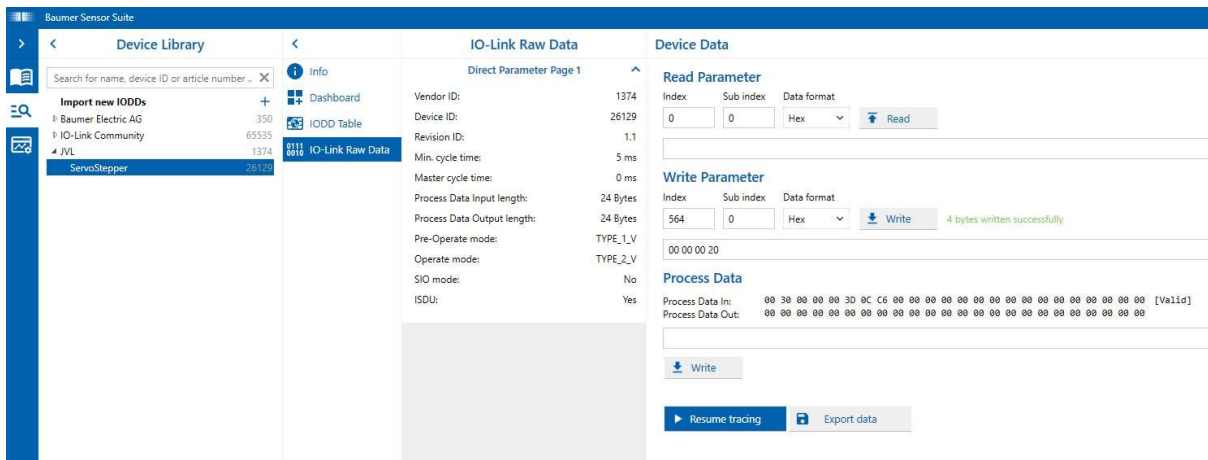 Baumer Sensor Suite
Device Library
Search for name, device ID or article number ..
Import new IODDs
Baumer Electric AG 350
IO-Link Community 65535
JVL 1374
ServoStepper 26129
Info
Dashboard
IODD Table
0111 0010 IO-Link Raw Data
IO-Link Raw Data
Direct Parameter Page 1
Vendor ID: 1374
Device ID: 26129
Revision ID: 1.1
Min. cycle time: 5 ms
Master cycle time: 0 ms
Process Data Input length: 24 Bytes
Process Data Output length: 24 Bytes
Pre-Operate mode: TYPE_1_V
Operate mode: TYPE_2_V
SIO mode: No
ISDU: Yes
Device Data
Read Parameter
Index Sub index Data format
0 0 Hex Read
Write Parameter
Index Sub index Data format
564 0 Hex Write 4 bytes written successfully
00 00 00 20
Process Data
Process Data In: 00 30 00 00 00 3D 0C C6 00 00 00 00 00 00 00 00 00 00 00 00 00 00 00 00 [Valid]
Process Data Out: 00 00 00 00 00 00 00 00 00 00 00 00 00 00 00 00 00 00 00 00 00 00 00 00
Write
Resume tracing Export data